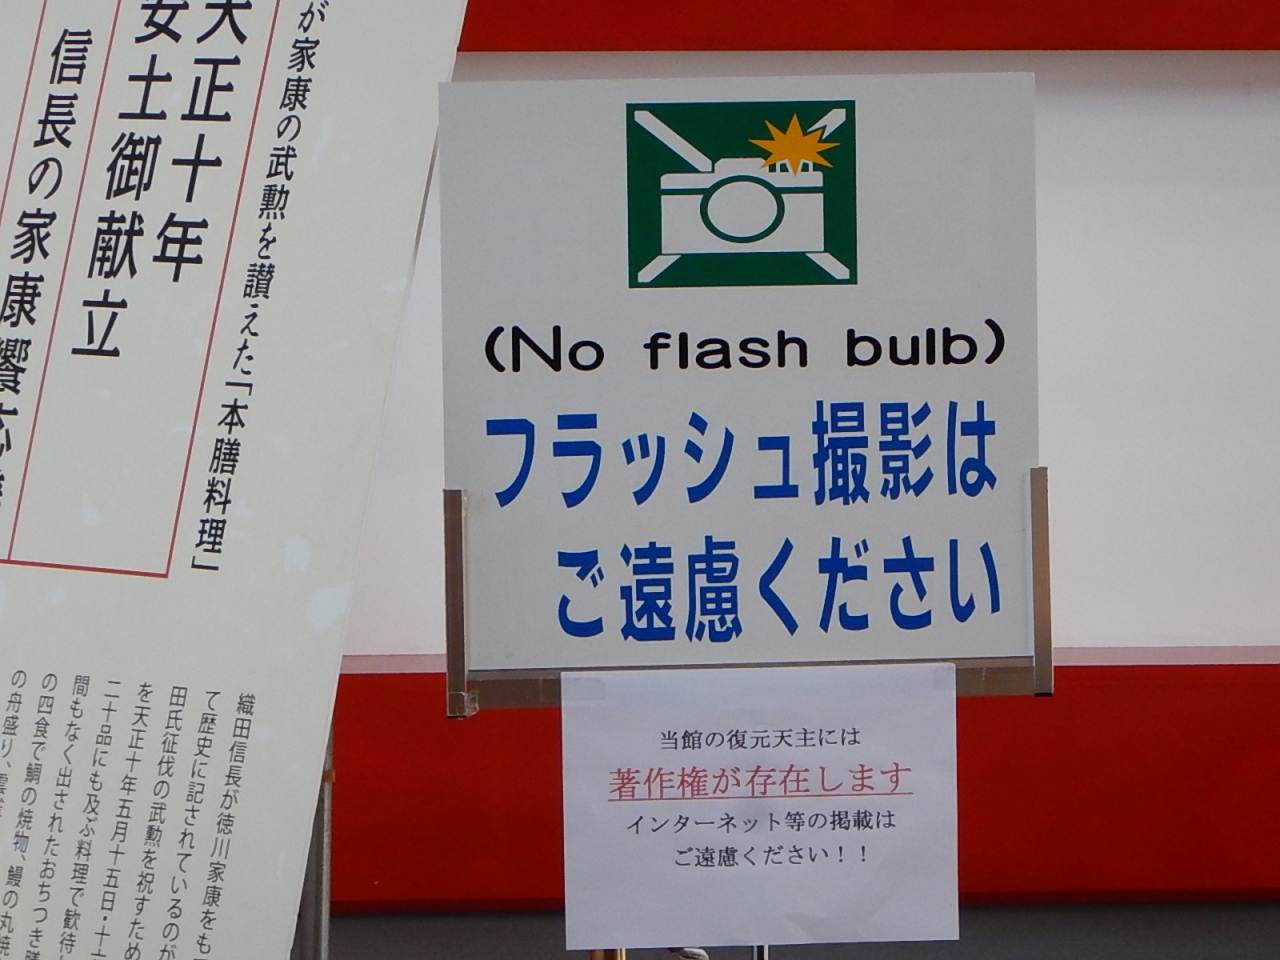 が家康の武勲を讃えた「本膳料理」
天正十年
安土御献立
信長の家康饗応
織田信長が徳川家康をも
て歴史に記されているのが
田氏征伐の武勲を祝すため
を天正十年五月十五日・十
二十品にも及ぶ料理で歓待
間もなく出されたおちつき膳
の四食で鯛の焼物、鰻の丸焼
の舟盛り、
(No flash bulb)
フラッシュ撮影は
ご遠慮ください
当館の復元天主には
著作権が存在します
インターネット等の掲載は
ご遠慮ください！！